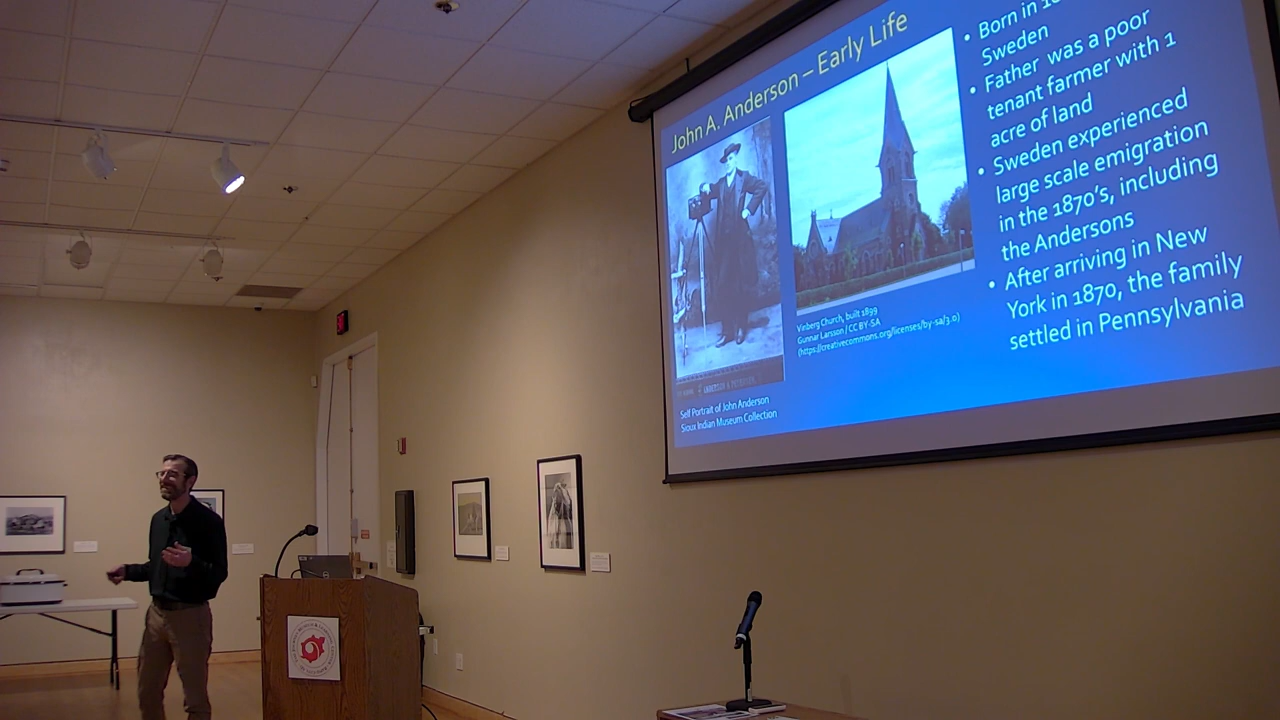 John A. Anderson – Early Life
Self Portrait of John Anderson
Sioux Indian Museum Collection
Vinberg Church, built 1899
Gunnar Larsson / CC BY-SA
(https://creativecommons.org/licenses/by-sa/3.0)
• Born in
Sweden
• Father was a poor
tenant farmer with 1
acre of land
• Sweden experienced
large scale emigration
in the 1870's, including
the Andersons
• After arriving in New
York in 1870, the family
settled in Pennsylvania